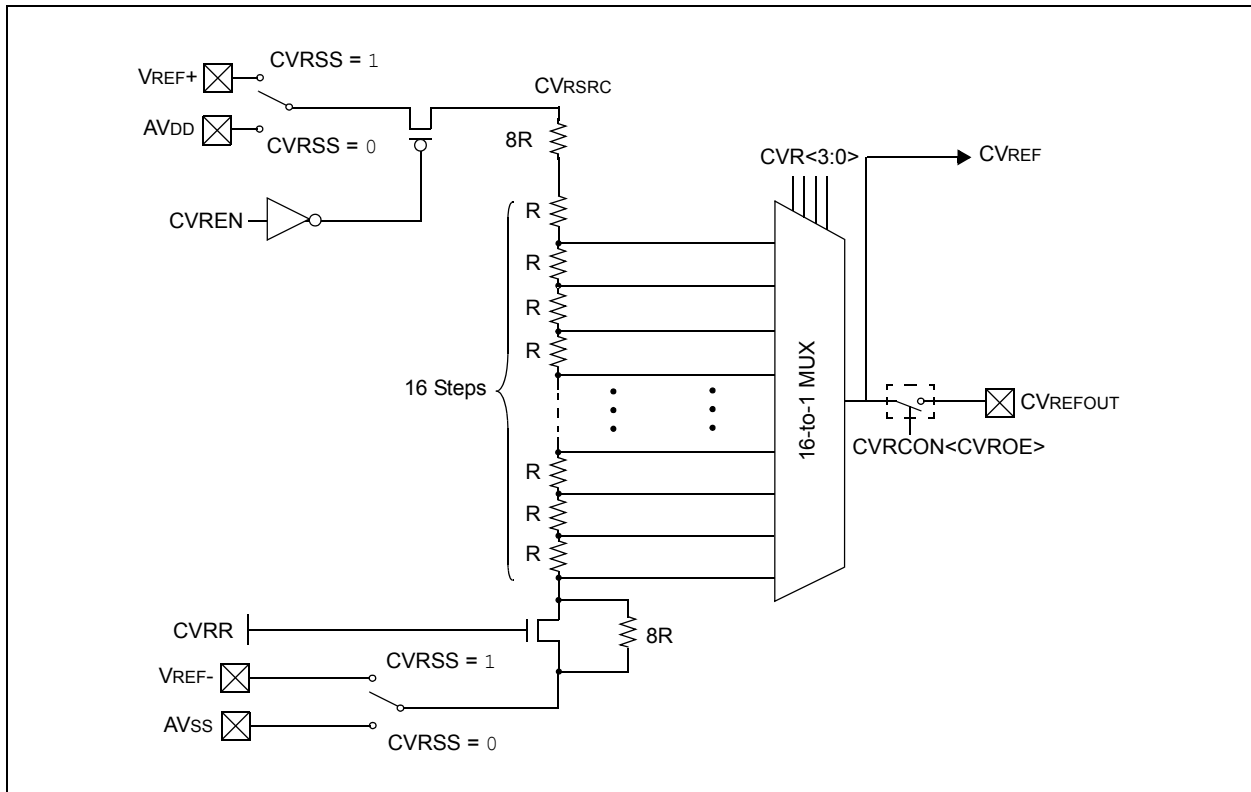 CVRSS = 1
VREF+
CVRSRC
AVDD
8R
CVRSS = 0
CVR<3:0>
CVREF
CVREN
R
R
R
R
16 Steps
16-to-1 MUX
CVREFOUT
CVRCON<CVROE>
R
R
R
CVRR
8R
CVRSS = 1
VREF-
AVSS
CVRSS = 0